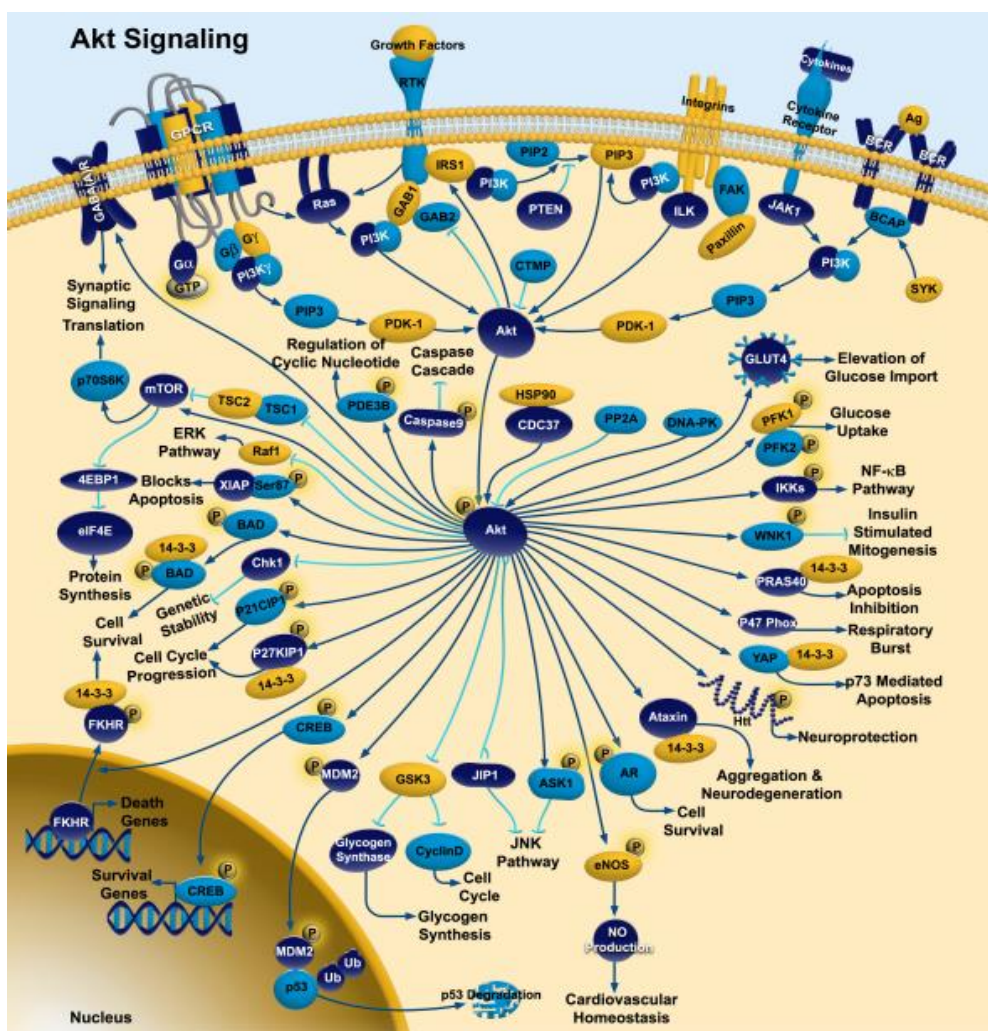 Akt Signaling
Growth Factors
RTK
Cytokines
Cytokine
Receptor
Integrins
Ag
BCR
BCR
GPCR
GABA(A)R
IRS1
PIP2
PIP3
PI3K
PI3K
PTEN
FAK
ILK
Paxillin
JAK1
BCAP
Ras
GAB1
GAB2
PI3K
Gβ
Gγ
Gα
GTP
PI3Kγ
CTMP
PI3K
SYK
Synaptic
Signaling
PIP3
PDK-1
Akt
PDK-1
PIP3
Translation
p70S6K
mTOR
TSC2
TSC1
Regulation of
Cyclic Nucleotide
P
PDE3B
Caspase
Cascade
P
Caspase9
HSP90
CDC37
PP2A
DNA-PK
GLUT4
Elevation of
Glucose Import
P
PFK1
PFK2
P
Glucose
Uptake
ERK
Pathway
Raf1
4EBP1
Blocks
Apoptosis
XIAP
Ser87
P
P
IKKs
NF-κB
Pathway
eIF4E
P
BAD
P
Akt
P
WNK1
Insulin
Stimulated
Mitogenesis
14-3-3
P
BAD
Chk1
Protein
Synthesis
Genetic
Stability
P21CIP1
P
14-3-3
PRAS40
Apoptosis
Inhibition
Cell
Survival
P
P27KIP1
14-3-3
Cell Cycle
Progression
P47 Phox
Respiratory
Burst
YAP
14-3-3
p73 Mediated
Apoptosis
14-3-3
FKHR
P
P
CREB
Htt
P
Neuroprotection
Ataxin
14-3-3
Aggregation &
Neurodegeneration
P
MDM2
GSK3
JIP1
P
ASK1
P
AR
Cell
Survival
FKHR
Death
Genes
Glycogen
Synthase
CyclinD
JNK
Pathway
Cell
Cycle
Glycogen
Synthesis
P
eNOS
Survival
Genes
P
CREB
NO
Production
P
MDM2
Ub
Ub
p53
p53 Degradation
Cardiovascular
Homeostasis
Nucleus